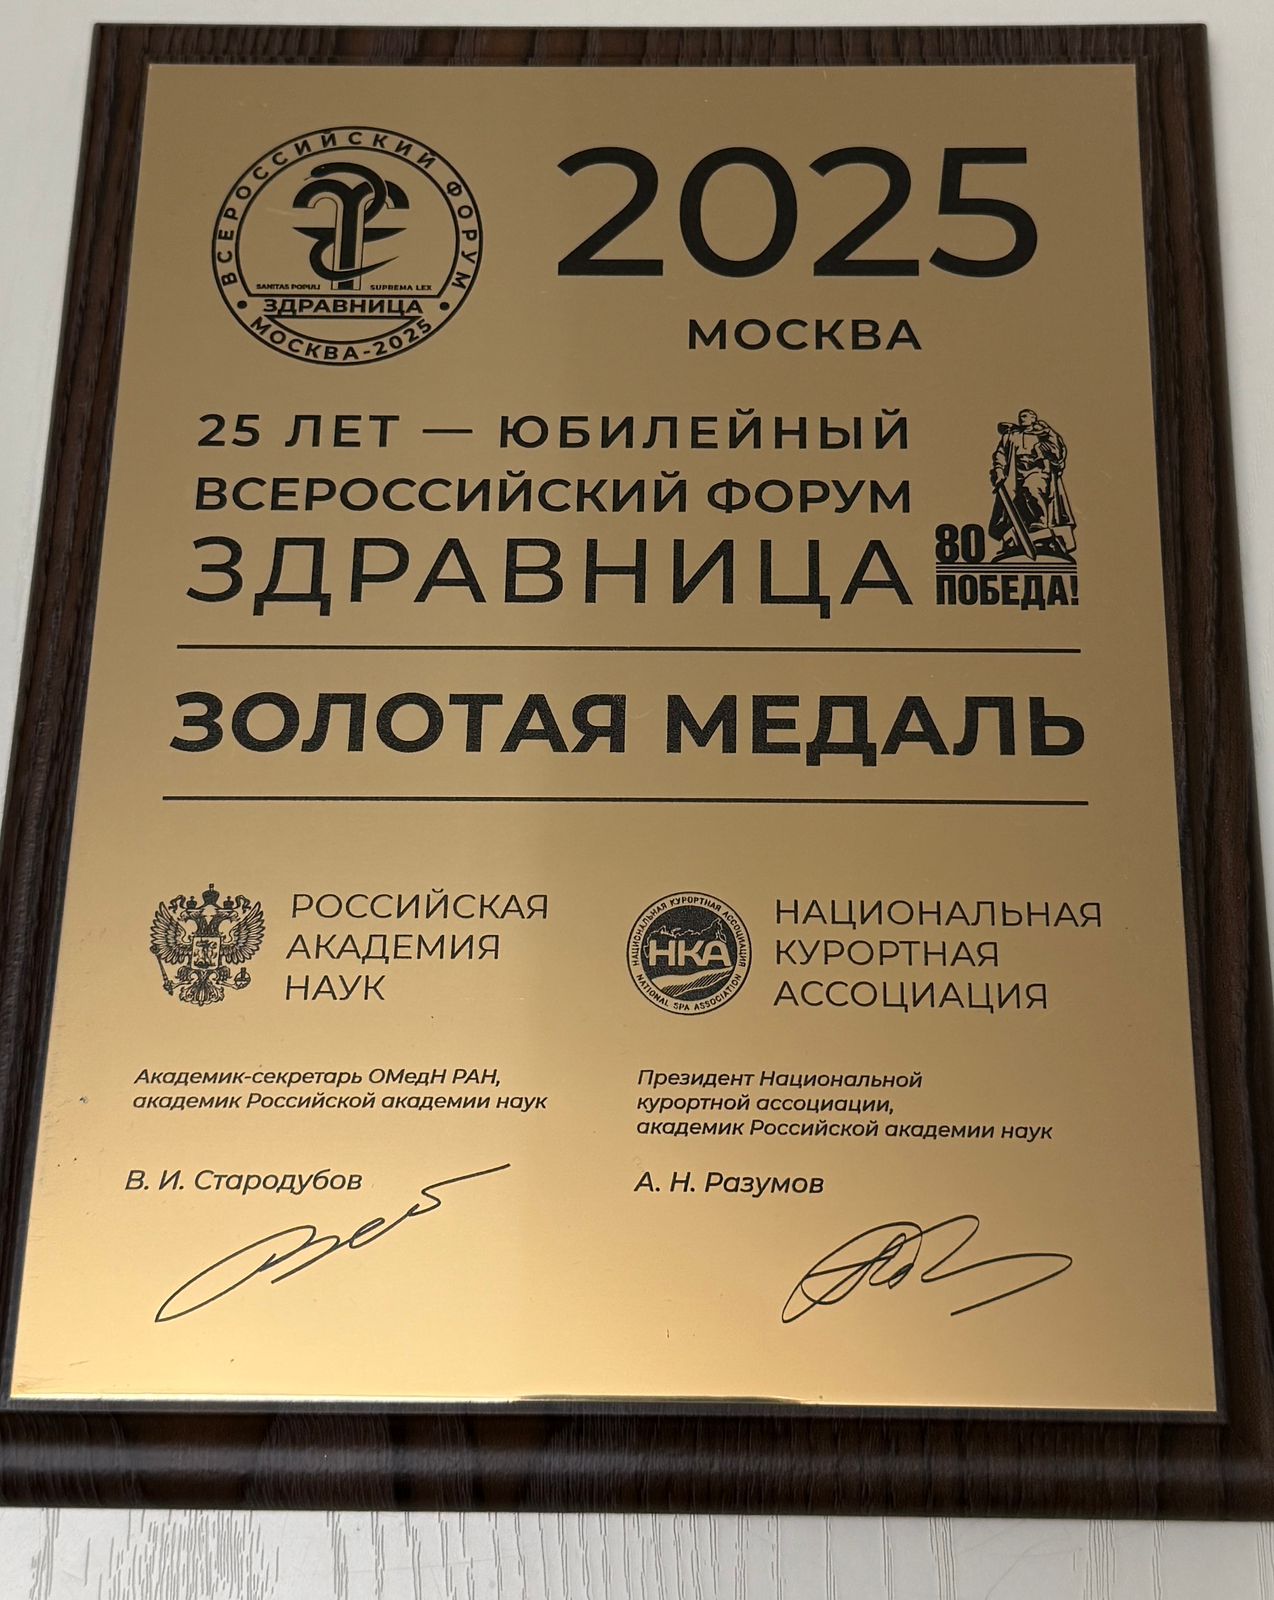 ВСЕРОССИЙСКИЙ ФОРУМ
SANITAS POPULI SUPREMA LEX
ЗДРАВНИЦА
МОСКВА-2025
2025
МОСКВА
25 ЛЕТ — ЮБИЛЕЙНЫЙ
ВСЕРОССИЙСКИЙ ФОРУМ
ЗДРАВНИЦА
80
ПОБЕДА!
ЗОЛОТАЯ МЕДАЛЬ
РОССИЙСКАЯ
АКАДЕМИЯ
НАУК
НАЦИОНАЛЬНАЯ КУРОРТНАЯ АССОЦИАЦИЯ
НКА
NATIONAL SPA ASSOCIATION
НАЦИОНАЛЬНАЯ
КУРОРТНАЯ
АССОЦИАЦИЯ
Академик-секретарь ОМедН РАН,
академик Российской академии наук
В. И. Стародубов
Президент Национальной
курортной ассоциации,
академик Российской академии наук
А. Н. Разумов